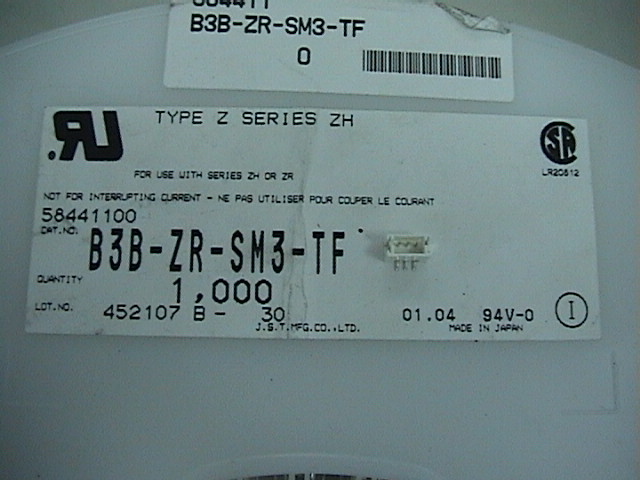 584411
B3B-ZR-SM3-TF
0
TYPE Z SERIES ZH
LR20812
FOR USE WITH SERIES ZH OR ZR
NOT FOR INTERRUPTING CURRENT - NE PAS UTILISER POUR COUPER LE COURANT
58441100
CAT.NO. B3B-ZR-SM3-TF
QUANTITY 1,000
LOT.NO. 452107 B- 30 01.04 94V-0 I
J.S.T.MFG.CO.,LTD. MADE IN JAPAN